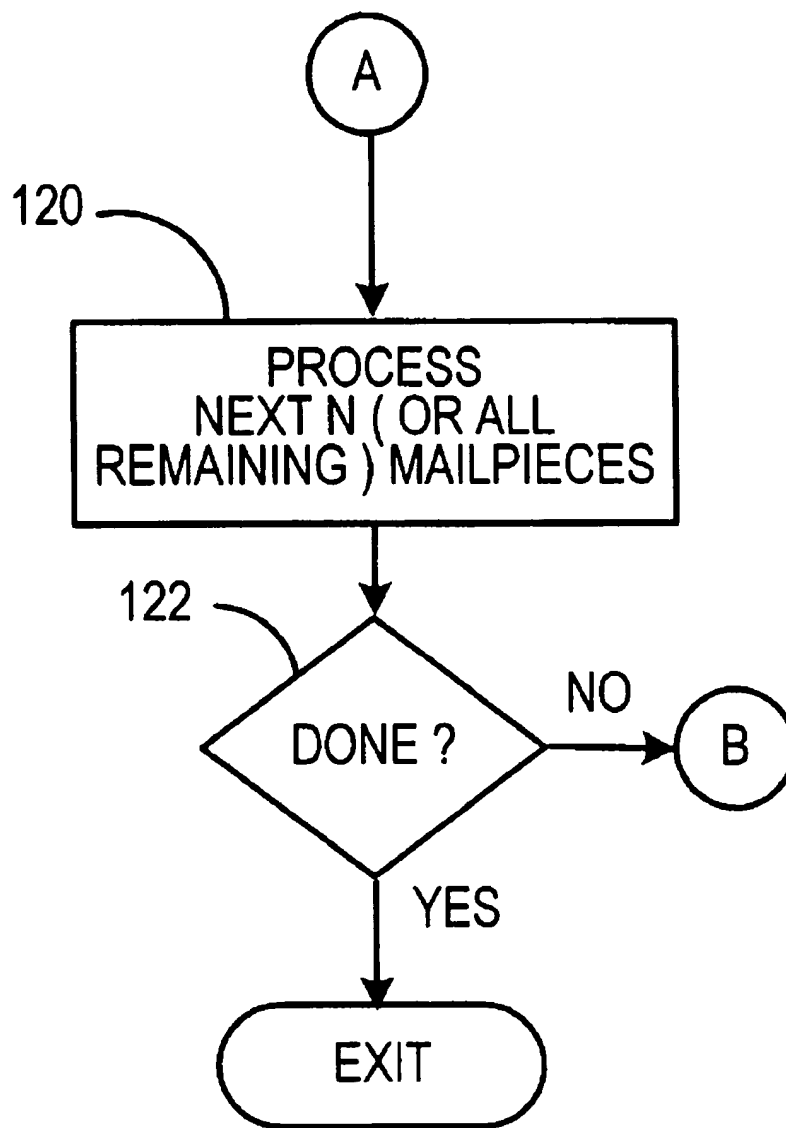 A
120
PROCESS
NEXT N ( OR ALL
REMAINING ) MAILPIECES
122
DONE ?
NO
B
YES
EXIT